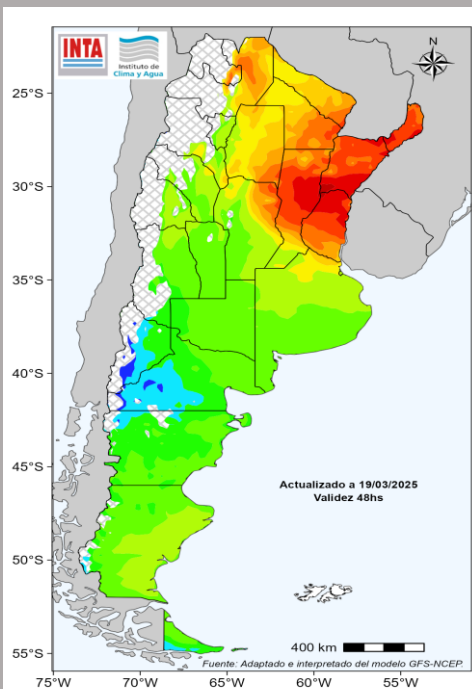 INTA
Instituto de
Clima y Agua
N
25°S
30°S
35°S
40°S
45°S
50°S
55°S
Actualizado a 19/03/2025
Validez 48hs
400 km
Fuente: Adaptado e interpretado del modelo GFS-NCEP.
75°W 70°W 65°W 60°W 55°W